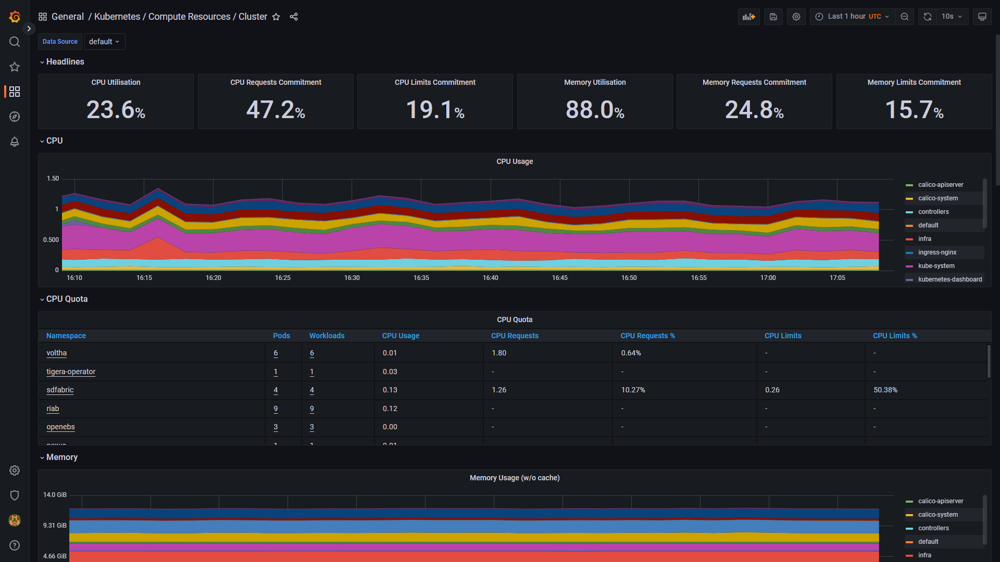 General / Kubernetes / Compute Resources / Cluster
Last 1 hour UTC
10s
Data Source default
Headlines
CPU Utilisation
23.6%
CPU Requests Commitment
47.2%
CPU Limits Commitment
19.1%
Memory Utilisation
88.0%
Memory Requests Commitment
24.8%
Memory Limits Commitment
15.7%
CPU
CPU Usage
1.50
1
0.500
0
16:10 16:15 16:20 16:25 16:30 16:35 16:40 16:45 16:50 16:55 17:00 17:05
calico-apiserver
calico-system
controllers
default
infra
ingress-nginx
kube-system
kubernetes-dashboard
CPU Quota
CPU Quota
Namespace Pods Workloads CPU Usage CPU Requests CPU Requests % CPU Limits CPU Limits %
voltha 6 6 0.01 1.80 0.64% - -
tigera-operator 1 1 0.03 - - - -
sdfabric 4 4 0.13 1.26 10.27% 0.26 50.38%
riab 9 9 0.12 - - - -
openebs 3 3 0.00 - - - -
Memory
Memory Usage (w/o cache)
14.0 GiB
9.31 GiB
4.66 GiB
calico-apiserver
calico-system
controllers
default
infra